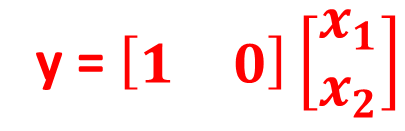 y = [1 0] [x₁
x₂]